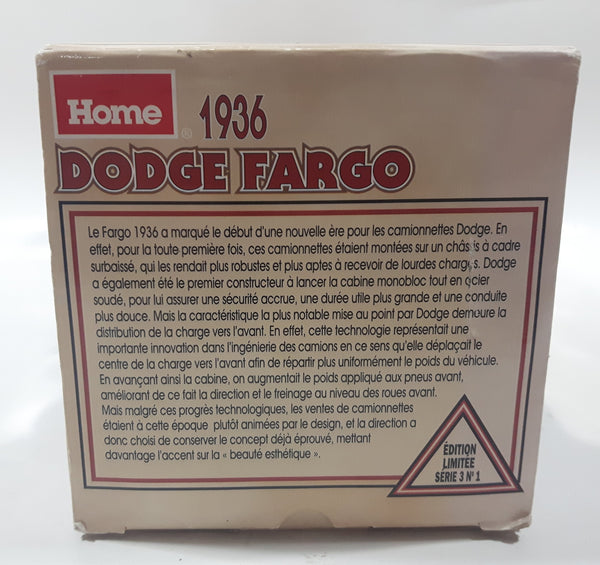 Home ®
1936
DODGE FARGO
Le Fargo 1936 a marqué le début d'une nouvelle ère pour les camionnettes Dodge. En
effet, pour la toute première fois, ces camionnettes étaient montées sur un châssis à cadre
surbaissé, qui les rendait plus robustes et plus aptes à recevoir de lourdes charges. Dodge
a également été le premier constructeur à lancer la cabine monobloc tout en acier
soudé, pour lui assurer une sécurité accrue, une durée utile plus grande et une conduite
plus douce. Mais la caractéristique la plus notable mise au point par Dodge demeure la
distribution de la charge vers l'avant. En effet, cette technologie représentait une
importante innovation dans l'ingénierie des camions en ce sens qu'elle déplaçait le
centre de la charge vers l'avant afin de répartir plus uniformément le poids du véhicule.
En avançant ainsi la cabine, on augmentait le poids appliqué aux pneus avant,
améliorant de ce fait la direction et le freinage au niveau des roues avant.
Mais malgré ces progrès technologiques, les ventes de camionnettes
étaient à cette époque plutôt animées par le design, et la direction a
donc choisi de conserver le concept déjà éprouvé, mettant
davantage l'accent sur la « beauté esthétique ».
ÉDITION
LIMITÉE
SERIE 3 N° 1